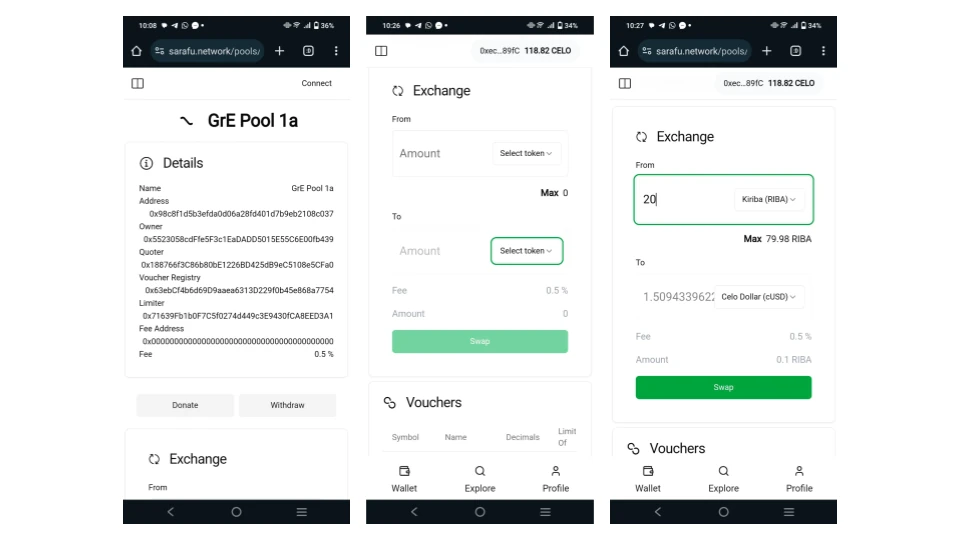 10:08
36%
sarafu.network/pools/
Connect
GrE Pool 1a
Details
Name GrE Pool 1a
Address
0x98c8f1d5b3efda0d06a28fd401d7b9eb2108c037
Owner
0x5523058cdFfe5F3c1EaDADD5015E55C6E00fb439
Quoter
0x188766f3C86b80bE1226BD425dB9eC5108e5CFa0
Voucher Registry
0x63ebCf4b6d69D9aaea6313D229f0b45e868a7754
Limiter
0x71639Fb1b0F7C5f0274d449c3E9430fCA8EED3A1
Fee Address
0x0000000000000000000000000000000000000000
Fee 0.5 %
Donate Withdraw
Exchange
From
10:26
34%
0xec...89fC 118.82 CELO
Exchange
From
Amount Select token
Max 0
To
Amount Select token
Fee 0.5 %
Amount 0
Swap
Vouchers
Symbol Name Decimals Limit Of
Wallet Explore Profile
10:27
34%
sarafu.network/pools/
0xec...89fC 118.82 CELO
Exchange
From
20 Kiriba (RIBA)
Max 79.98 RIBA
To
1.5094339622 Celo Dollar (cUSD)
Fee 0.5 %
Amount 0.1 RIBA
Swap
Vouchers
Wallet Explore Profile